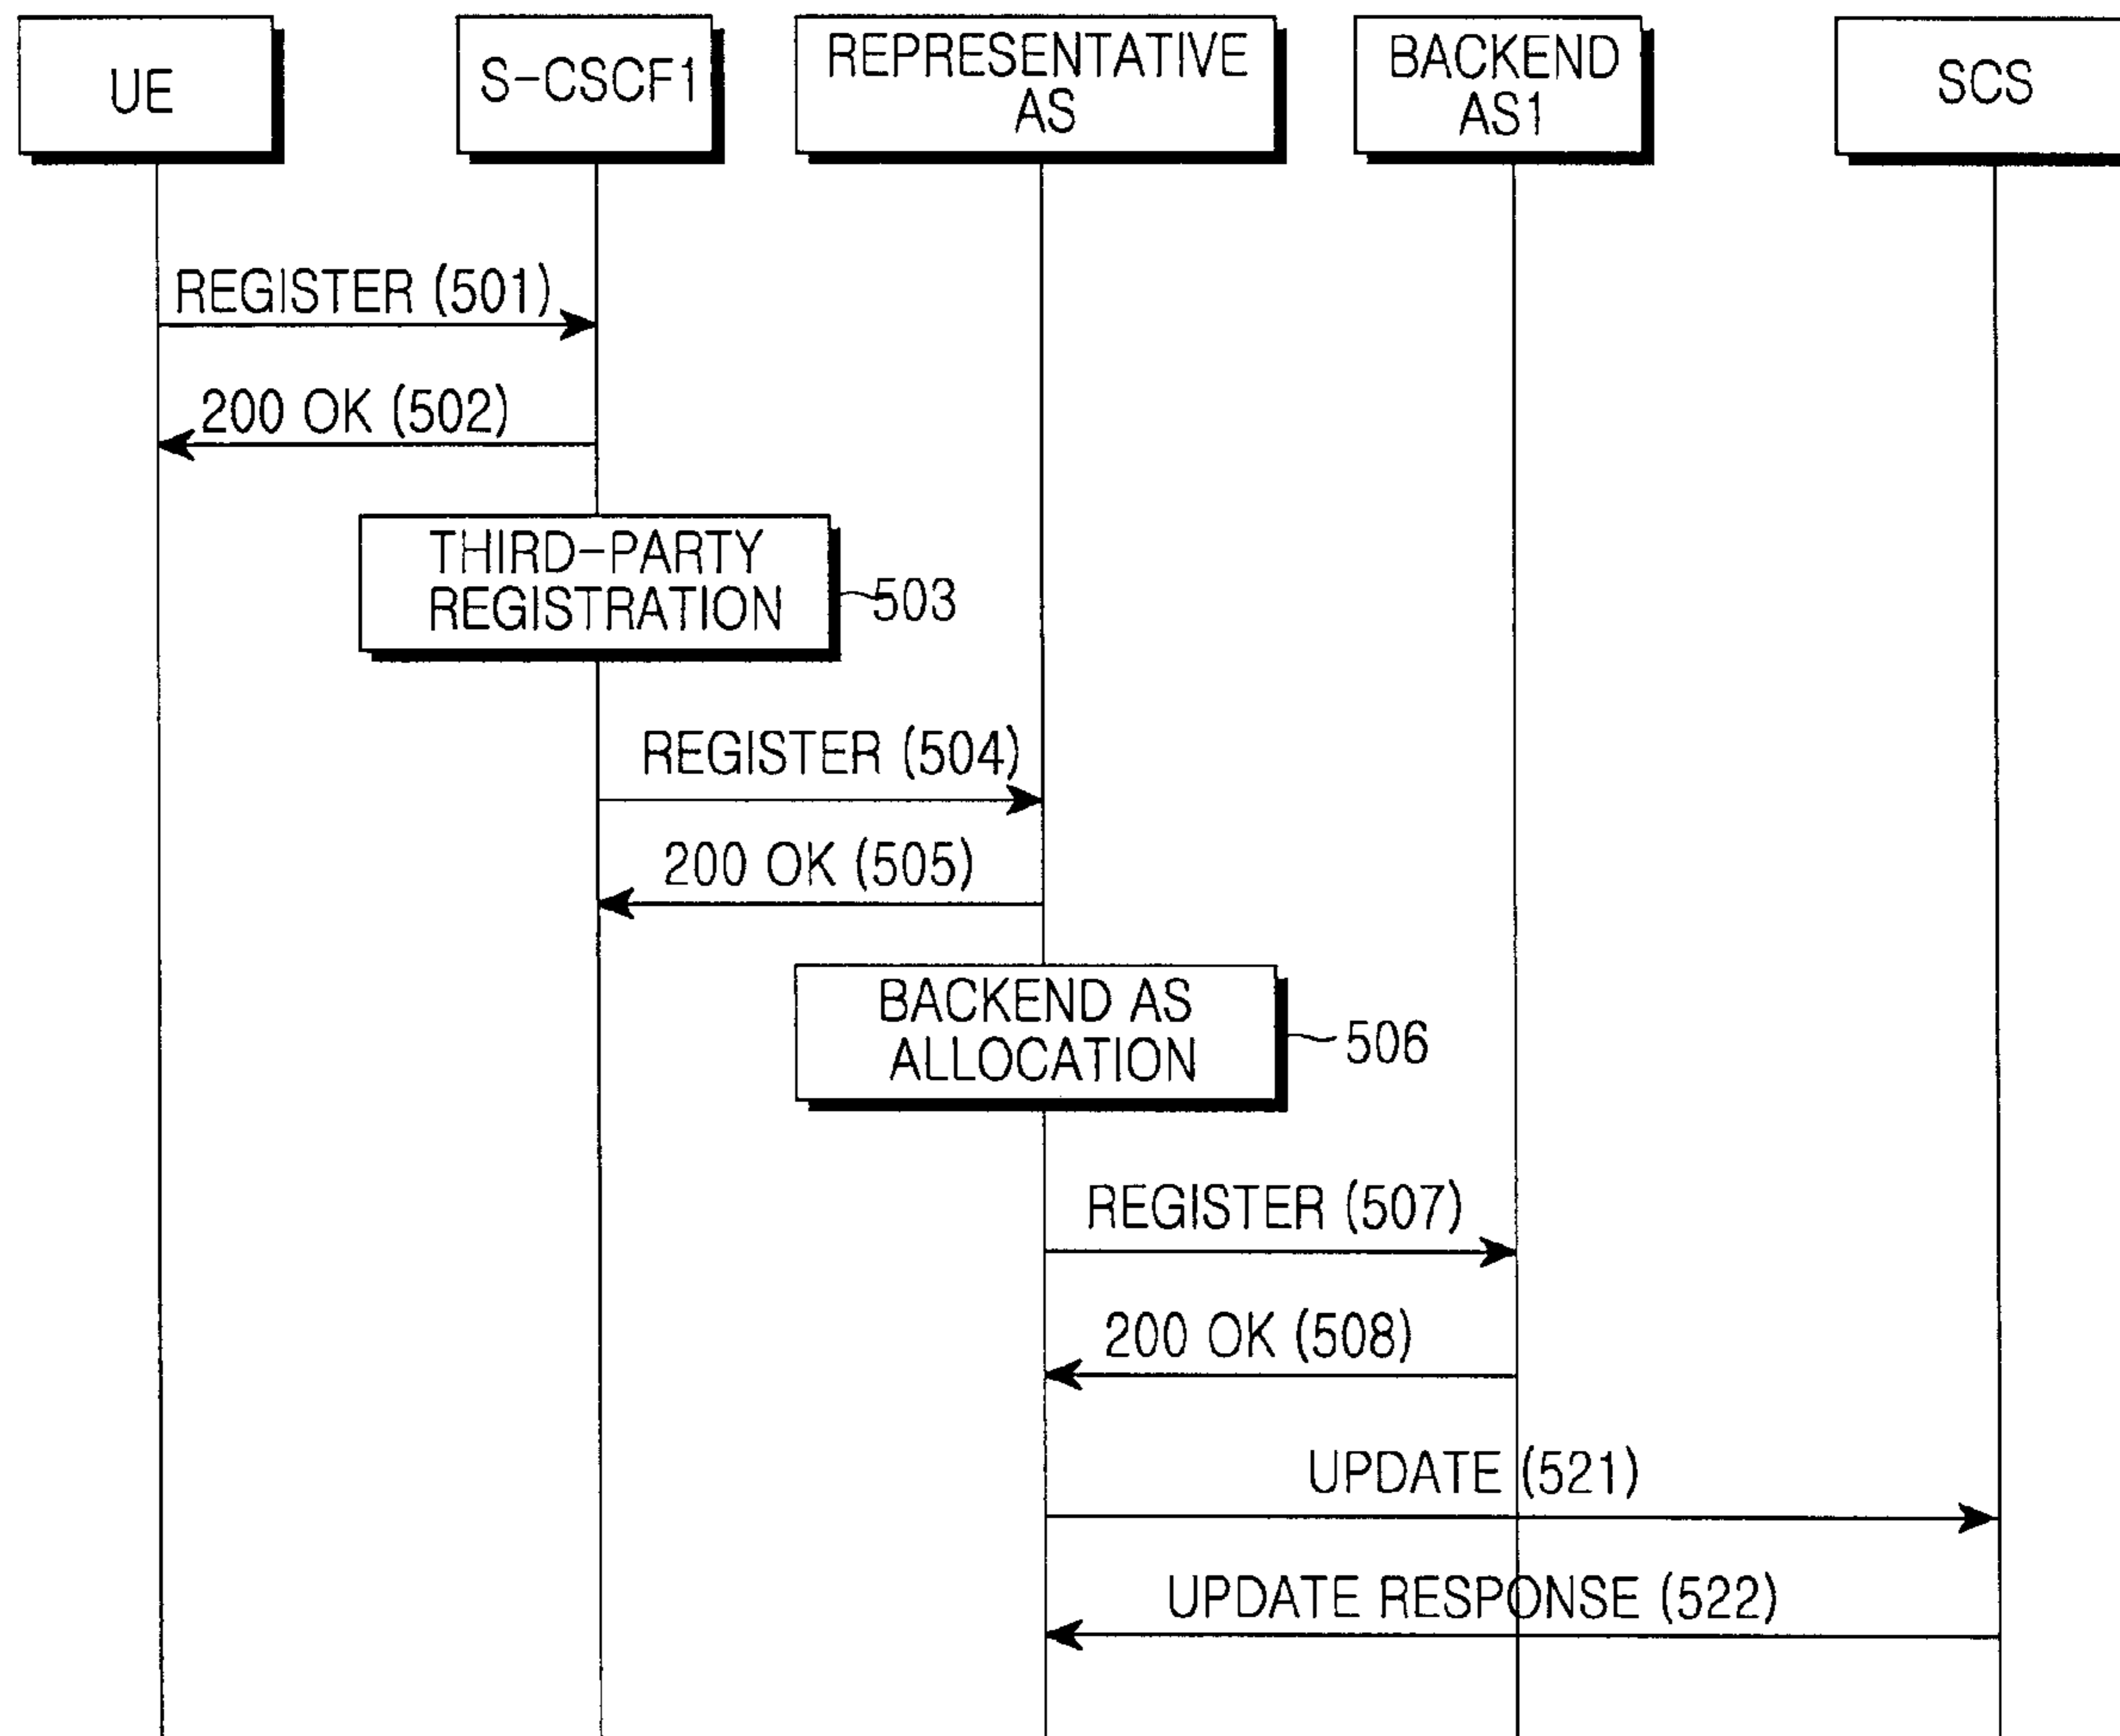 UE
S-CSCF1
REPRESENTATIVE
AS
BACKEND
AS1
SCS
REGISTER (501)
200 OK (502)
THIRD-PARTY
REGISTRATION
503
REGISTER (504)
200 OK (505)
BACKEND AS
ALLOCATION
506
REGISTER (507)
200 OK (508)
UPDATE (521)
UPDATE RESPONSE (522)